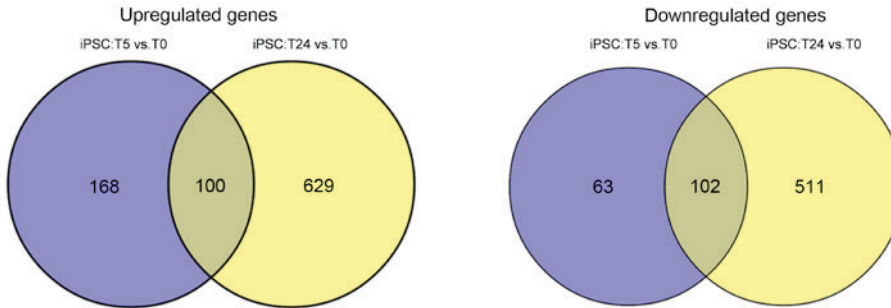 Upregulated genes
iPSC:T5 vs.T0
iPSC:T24 vs.T0
168
100
629
Downregulated genes
iPSC:T5 vs.T0
iPSC:T24 vs.T0
63
102
511